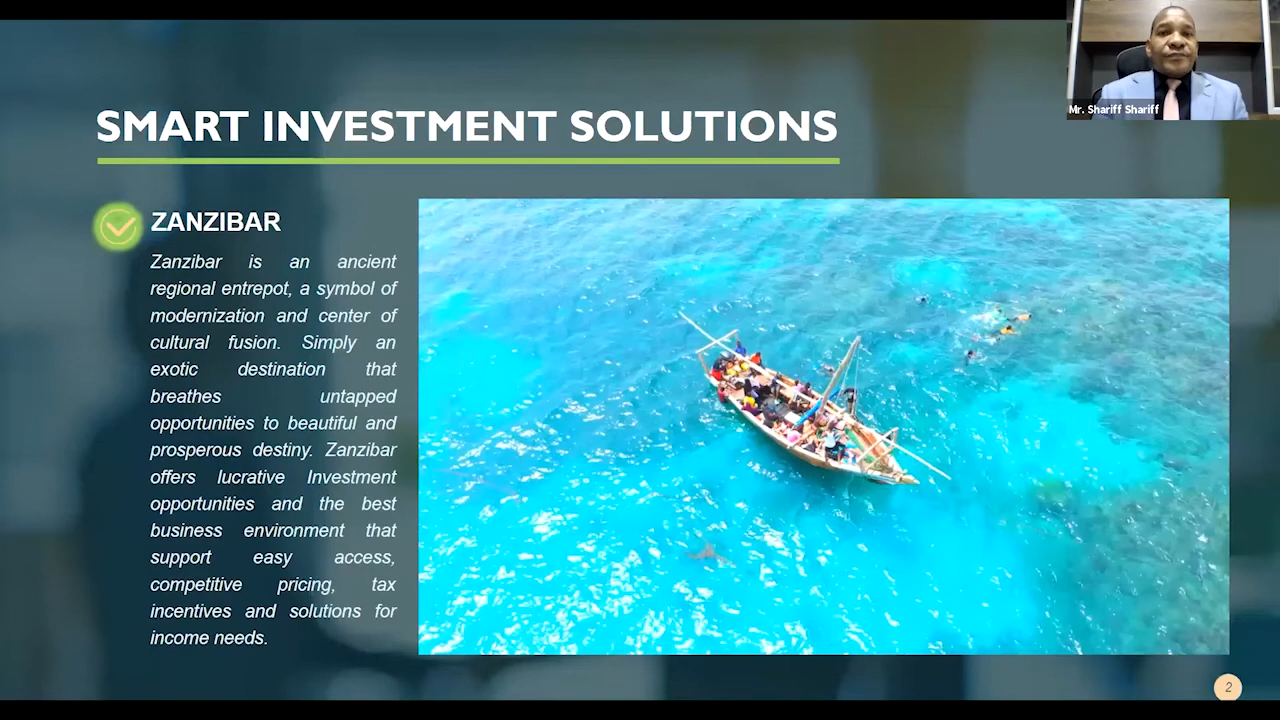 Mr. Shariff Shariff
SMART INVESTMENT SOLUTIONS
ZANZIBAR
Zanzibar is an ancient
regional entrepot, a symbol of
modernization and center of
cultural fusion. Simply an
exotic destination that
breathes untapped
opportunities to beautiful and
prosperous destiny. Zanzibar
offers lucrative Investment
opportunities and the best
business environment that
support easy access,
competitive pricing, tax
incentives and solutions for
income needs.
2